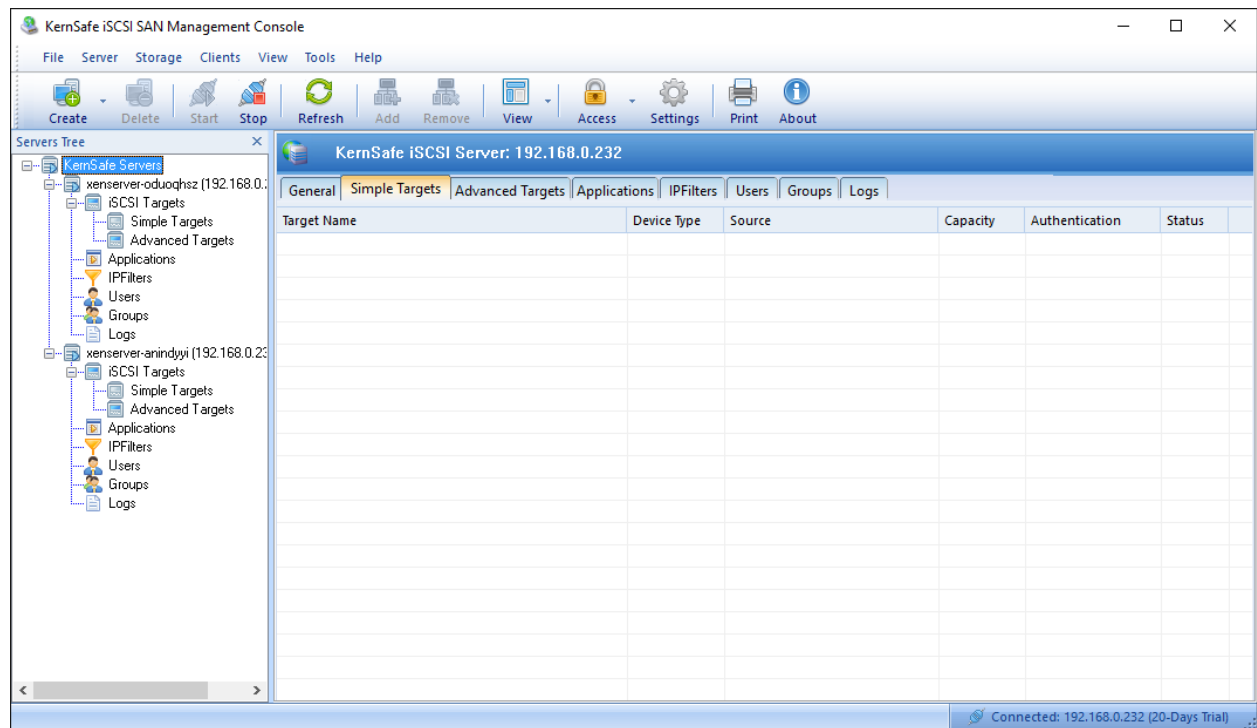 KernSafe iSCSI SAN Management Console
File Server Storage Clients View Tools Help
Create Delete Start Stop Refresh Add Remove View Access Settings Print About
Servers Tree
KernSafe Servers
xenserver-oduoqhsz (192.168.0.
iSCSI Targets
Simple Targets
Advanced Targets
Applications
IPFilters
Users
Groups
Logs
xenserver-anindyyi (192.168.0.23
iSCSI Targets
Simple Targets
Advanced Targets
Applications
IPFilters
Users
Groups
Logs
KernSafe iSCSI Server: 192.168.0.232
General Simple Targets Advanced Targets Applications IPFilters Users Groups Logs
Target Name Device Type Source Capacity Authentication Status
Connected: 192.168.0.232 (20-Days Trial)